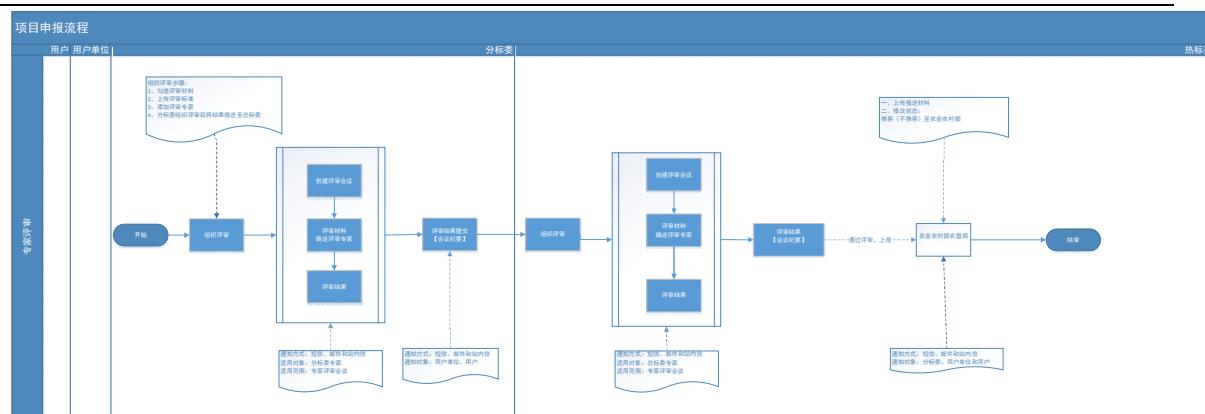 项目申报流程
用户
用户单位
分标委
热标
专家评审
组织评审步骤：
1、勾选评审材料
2、上传评审标准
3、添加评审专家
4、分标委组织评审后将结果报送至总标委
开始
组织评审
创建评审会议
评审材料
确定评审专家
评审结果
评审结果提交
【会议纪要】
通知方式：短信、邮件和站内信
适用对象：分标委专家
适用范围：专家评审会议
通知方式：短信、邮件和站内信
通知对象：用户单位、用户
组织评审
创建评审会议
评审材料
确定评审专家
评审结果
通知方式：短信、邮件和站内信
适用对象：总标委专家
适用范围：专家评审会议
评审结果
【会议纪要】
通过评审、上报
一、上传报送材料
二、修改状态：
推荐（不推荐）至农业农村部
农业农村部农垦局
结束
通知方式：短信、邮件和站内信
通知对象：分标委、用户单位和用户